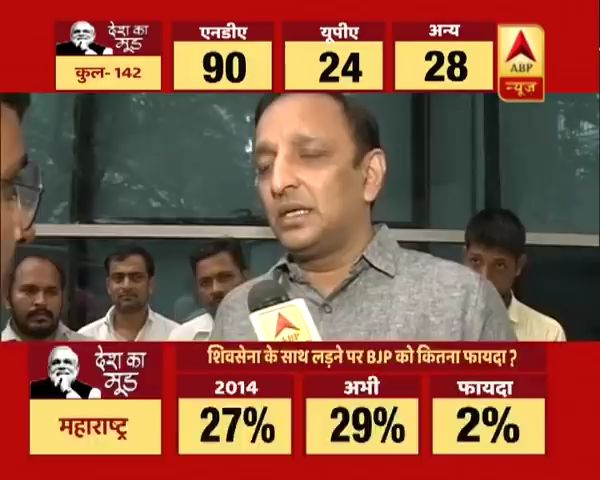 देश का
मूड
कुल- 142
एनडीए
90
यूपीए
24
अन्य
28
ABP
न्यूज़
देश का
मूड
महाराष्ट्र
शिवसेना के साथ लड़ने पर BJP को कितना फायदा ?
2014
27%
अभी
29%
फायदा
2%